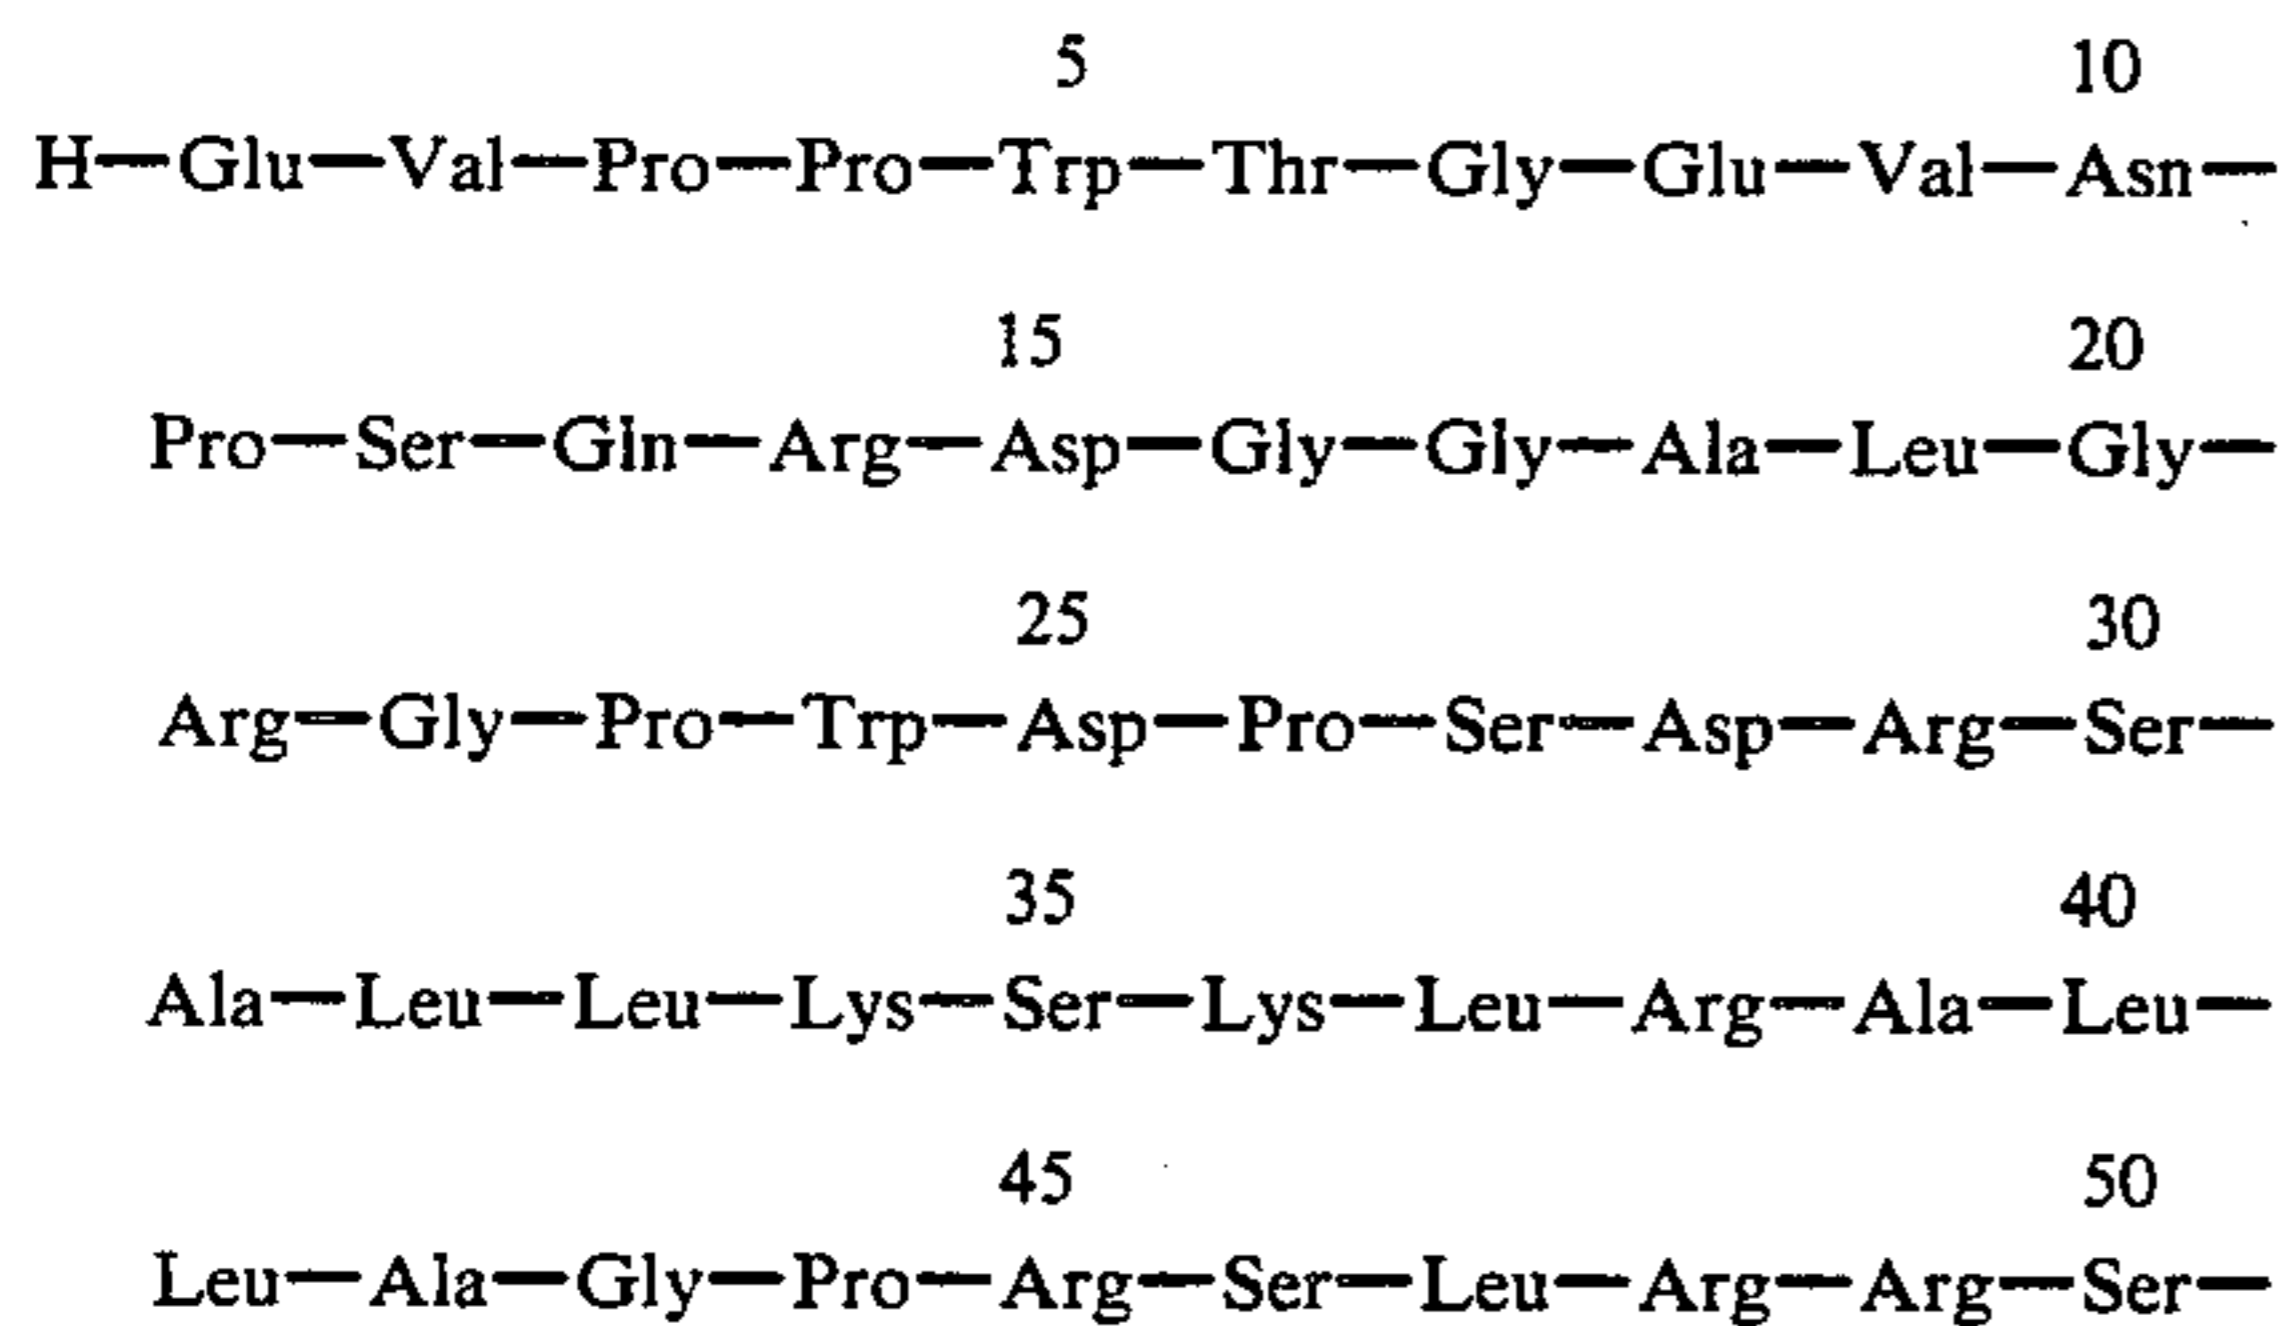 5 10
H—Glu—Val—Pro—Pro—Trp—Thr—Gly—Glu—Val—Asn—
15 20
Pro—Ser—Gln—Arg—Asp—Gly—Gly—Ala—Leu—Gly—
25 30
Arg—Gly—Pro—Trp—Asp—Pro—Ser—Asp—Arg—Ser—
35 40
Ala—Leu—Leu—Lys—Ser—Lys—Leu—Arg—Ala—Leu—
45 50
Leu—Ala—Gly—Pro—Arg—Ser—Leu—Arg—Arg—Ser—